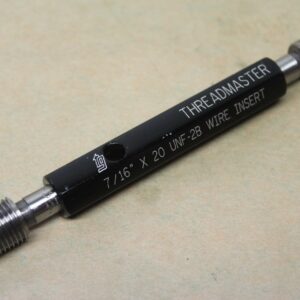 THREADMASTER
7/16" X 20 UNF-2B WIRE INSERT